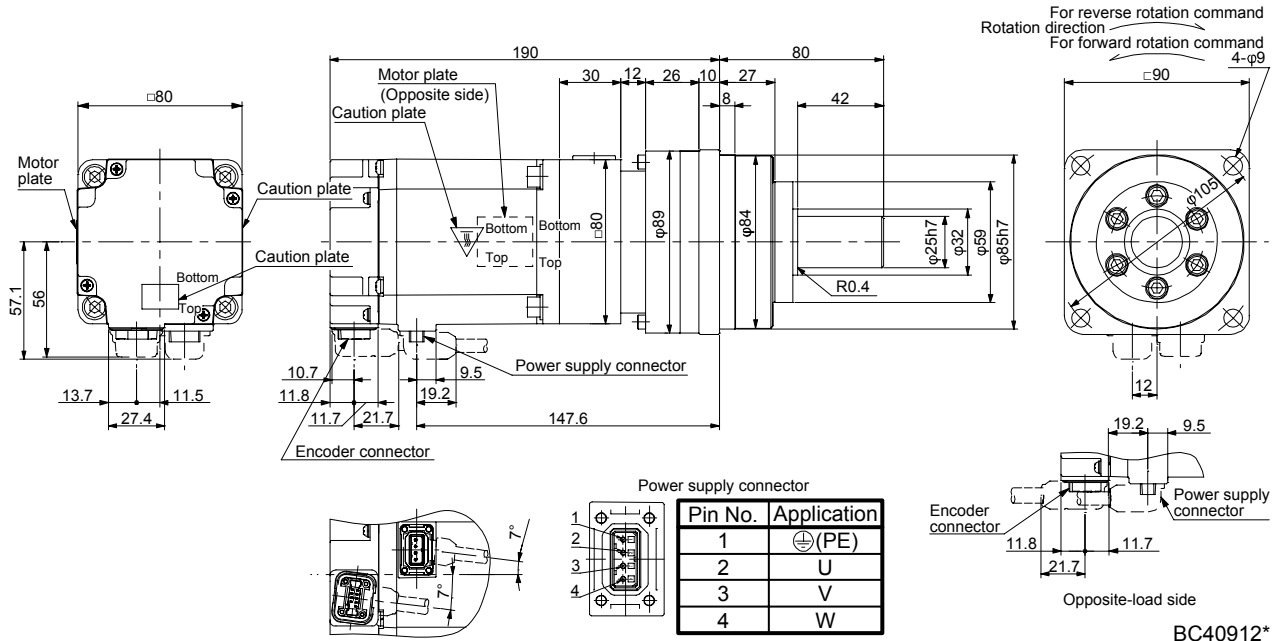 For reverse rotation command
Rotation direction
For forward rotation command
4-φ9
190
80
Motor plate
(Opposite side)
Caution plate
30
12
26
10
27
8
42
□90
□80
Motor
plate
Caution plate
Caution plate
Bottom
Top
57.1
56
Bottom
Top
Bottom
Top
□80
φ89
φ84
φ25h7
φ32
φ59
φ85h7
R0.4
φ105
Power supply connector
10.7
9.5
13.7
11.5
11.8
19.2
27.4
11.7
21.7
147.6
12
Encoder connector
19.2
9.5
Encoder
connector
Power supply
connector
11.8
11.7
21.7
Opposite-load side
7°
7°
Power supply connector
1
2
3
4
Pin No. Application
1 (PE)
2 U
3 V
4 W
BC40912*